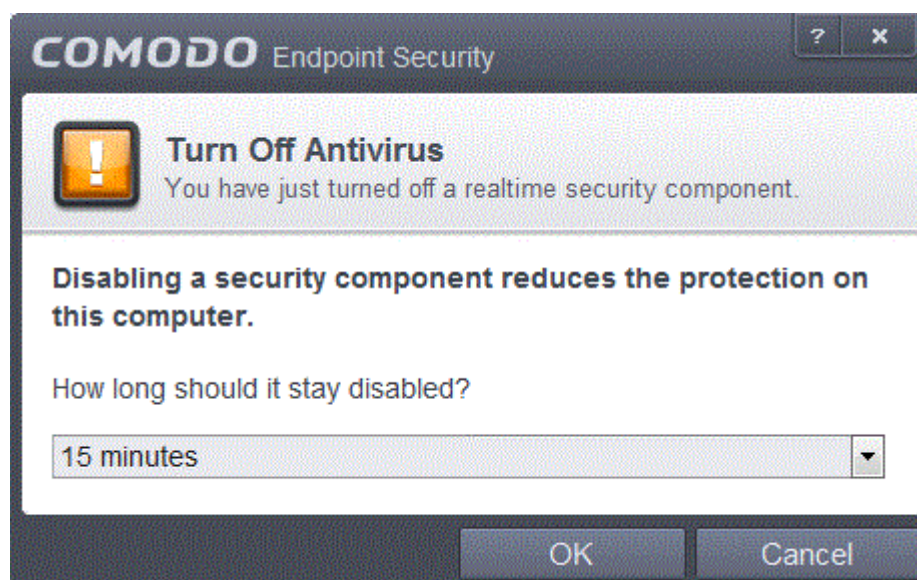 COMODO Endpoint Security
? x
Turn Off Antivirus
You have just turned off a realtime security component.
Disabling a security component reduces the protection on
this computer.
How long should it stay disabled?
15 minutes
OK Cancel